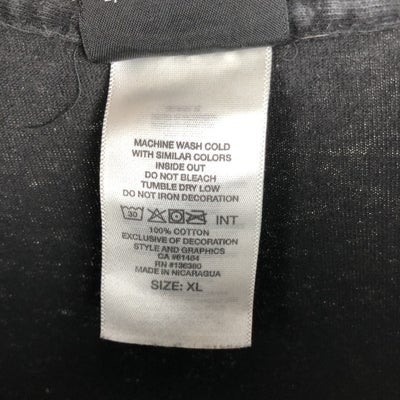 MACHINE WASH COLD
WITH SIMILAR COLORS
INSIDE OUT
DO NOT BLEACH
TUMBLE DRY LOW
DO NOT IRON DECORATION
30 INT
100% COTTON
EXCLUSIVE OF DECORATION
STYLE AND GRAPHICS
CA #61484
RN #136380
MADE IN NICARAGUA
SIZE: XL